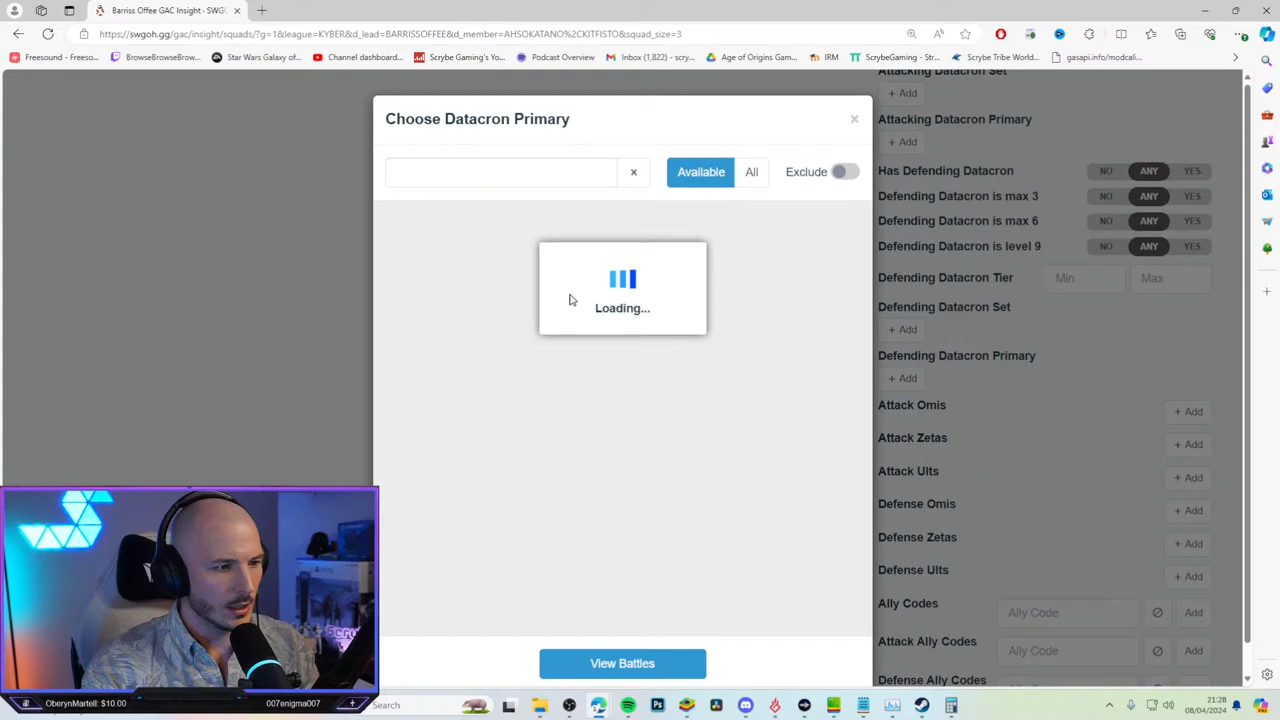 Barriss Offee GAC Insight - SWG
https://swgoh.gg/gac/insight/squads/?g=1&league=KYBER&d_lead=BARRISSOFFEE&d_member=AHSOKATANO%2CKITFISTO&squad_size=3
Freesound - Freeso...
BrowseBrowseBrow...
Star Wars Galaxy of...
Channel dashboard...
Scrybe Gaming's Yo...
Podcast Overview
Inbox (1,822) - scry...
Age of Origins Gam...
IRM
ScrybeGaming - Str...
Scrybe Tribe World...
gasapi.info/modcali...
Choose Datacron Primary
Available
All
Exclude
Loading...
View Battles
Attacking Datacron Set
+ Add
Attacking Datacron Primary
+ Add
Has Defending Datacron
NO ANY YES
Defending Datacron is max 3
NO ANY YES
Defending Datacron is max 6
NO ANY YES
Defending Datacron is level 9
NO ANY YES
Defending Datacron Tier
Min
Max
Defending Datacron Set
+ Add
Defending Datacron Primary
+ Add
Attack Omis
+ Add
Attack Zetas
+ Add
Attack Ults
+ Add
Defense Omis
+ Add
Defense Zetas
+ Add
Defense Ults
+ Add
Ally Codes
Ally Code
Add
Attack Ally Codes
Ally Code
Add
Defense Ally Codes
OberynMartell: $10.00
007enigma007
Search
21:28
08/04/2024